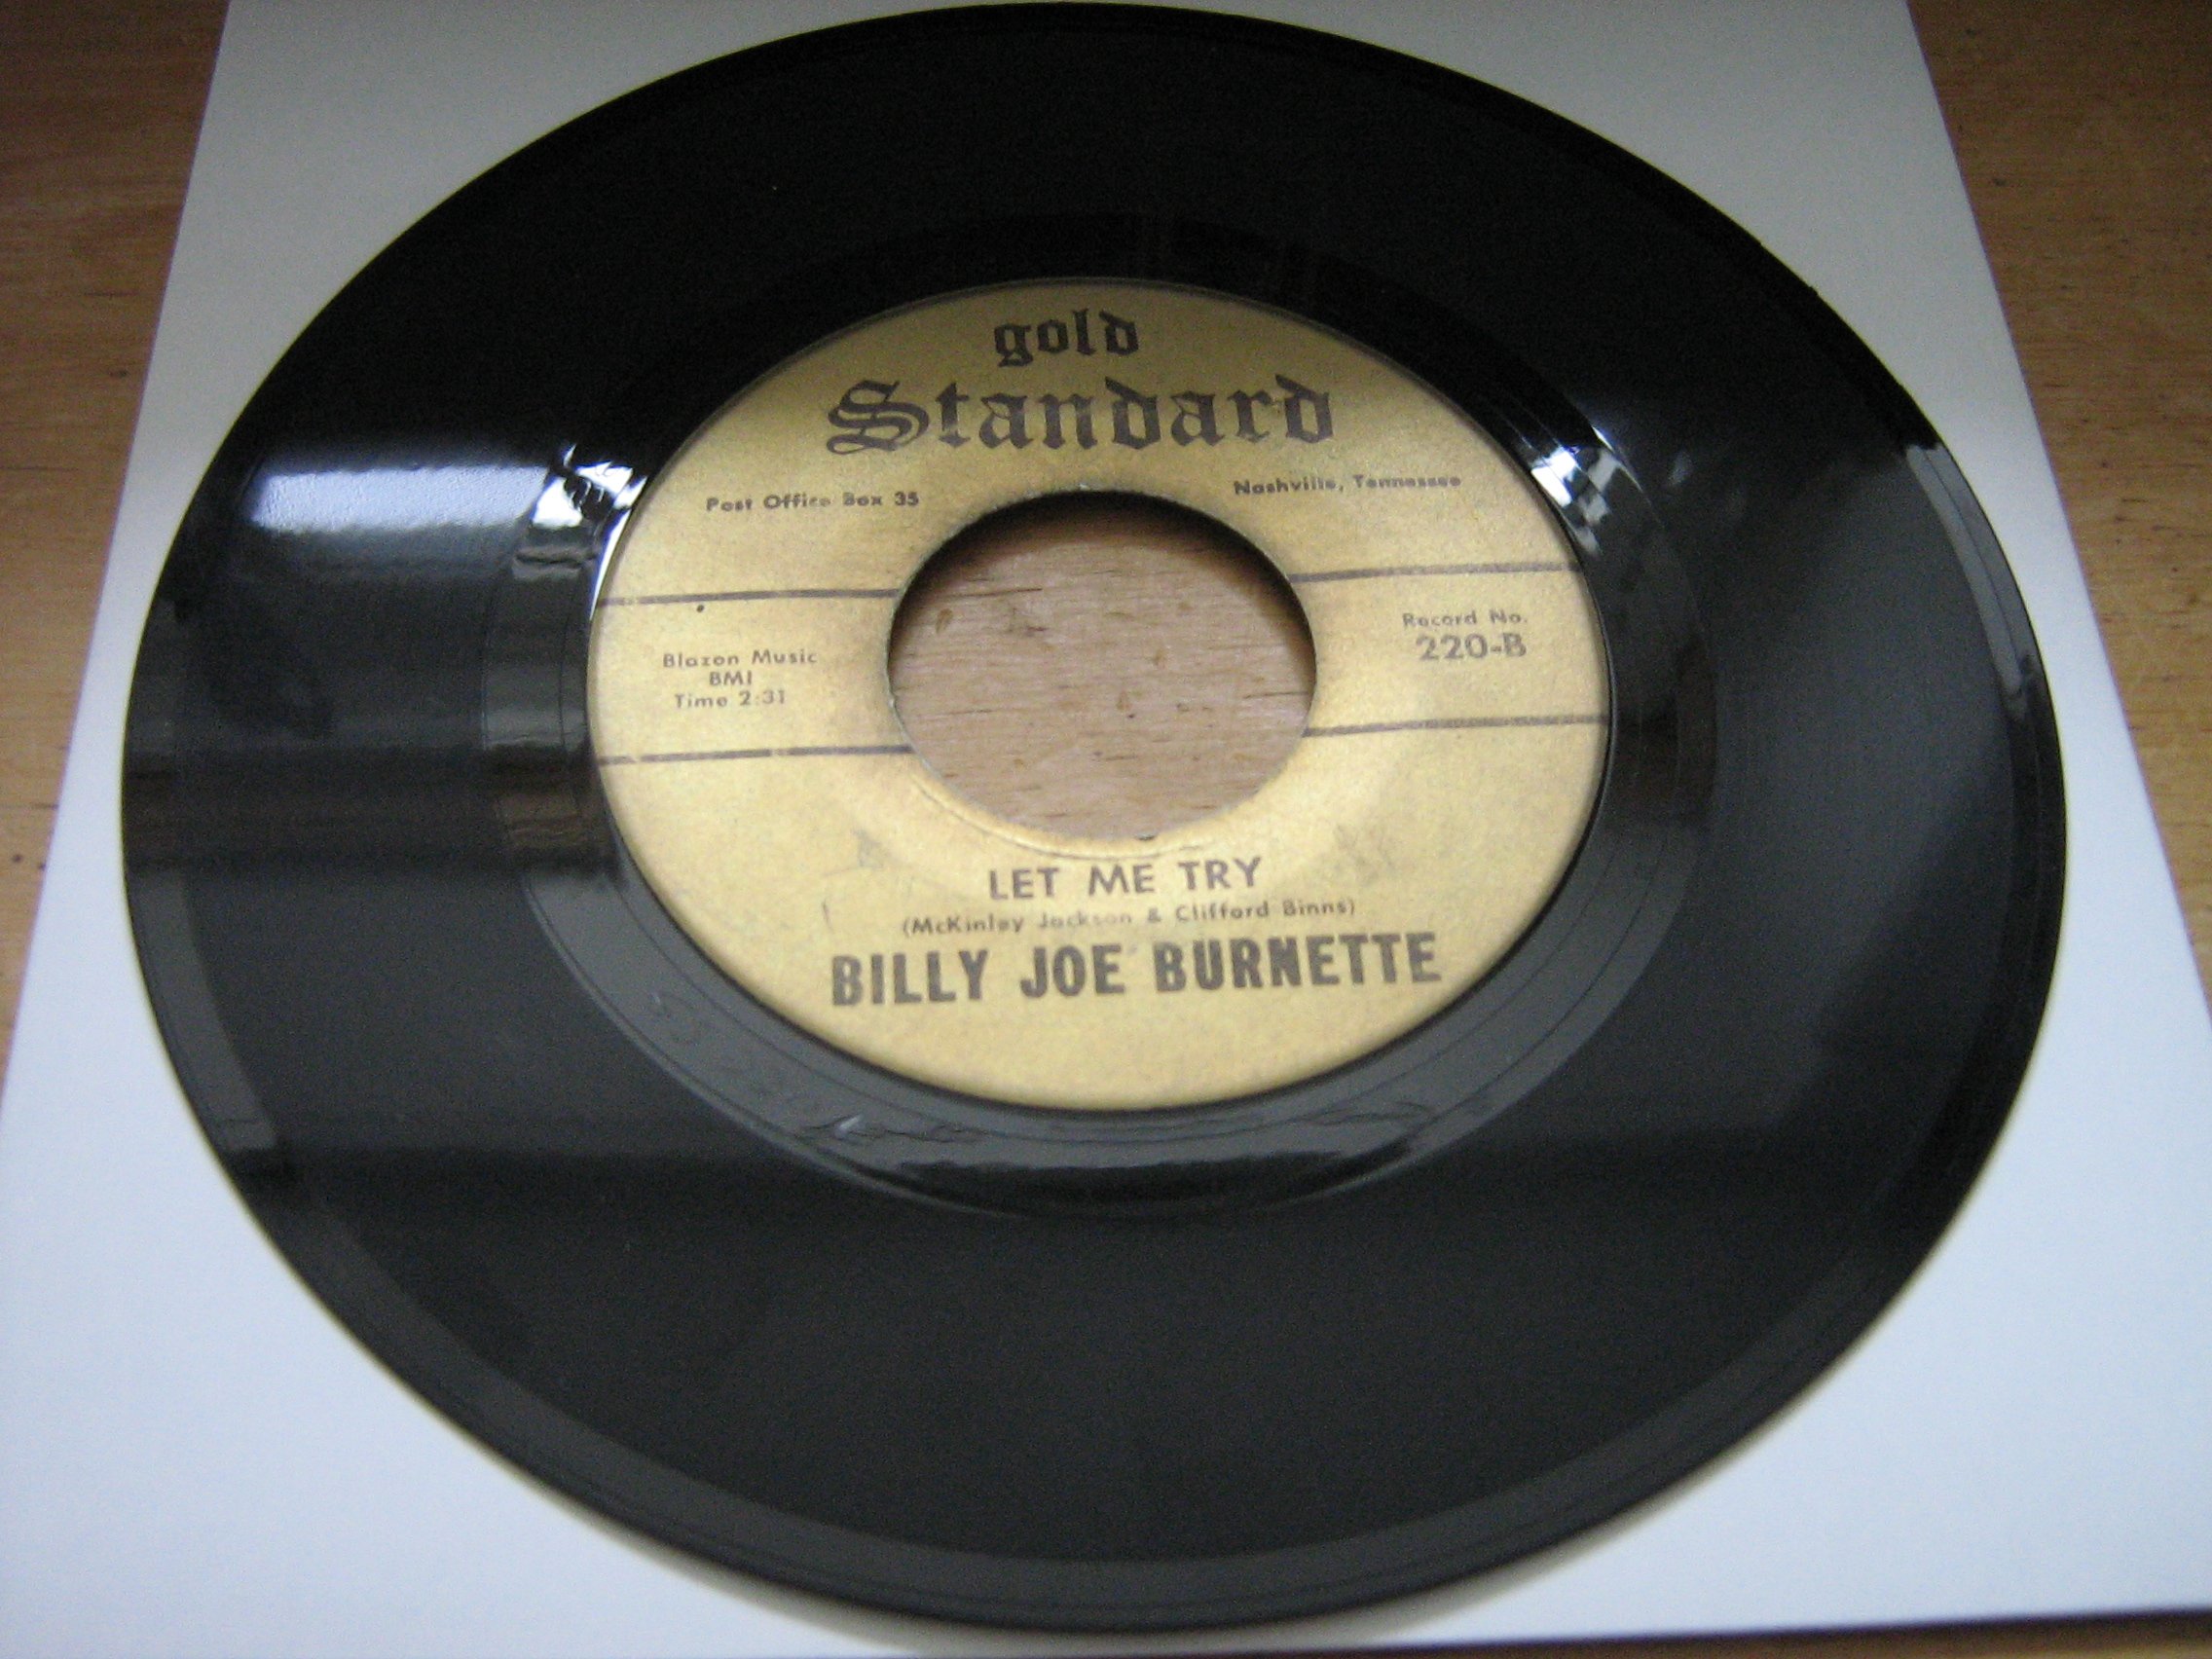 gold
Standard
Post Office Box 35
Nashville, Tennessee
Blazon Music
BMI
Time 2:31
Record No.
220-B
LET ME TRY
(McKinley Jackson & Clifford Binns)
BILLY JOE BURNETTE